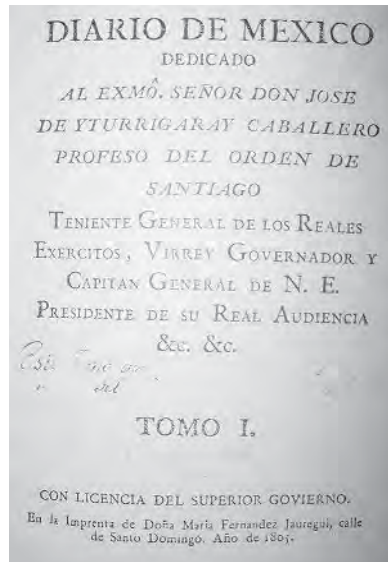 DIARIO DE MEXICO
DEDICADO
AL EXMÔ. SEÑOR DON JOSE
DE YTURRIGARAY CABALLERO
PROFESO DEL ORDEN DE
SANTIAGO
TENIENTE GENERAL DE LOS REALES
EXERCITOS, VIRREY GOVERNADOR Y
CAPITAN GENERAL DE N. E.
PRESIDENTE DE SU REAL AUDIENCIA
&c. &c.
TOMO I.
CON LICENCIA DEL SUPERIOR GOVIERNO.
En la Imprenta de Doña Maria Fernandez Jauregui, calle
de Santo Domingo. Año de 1805.